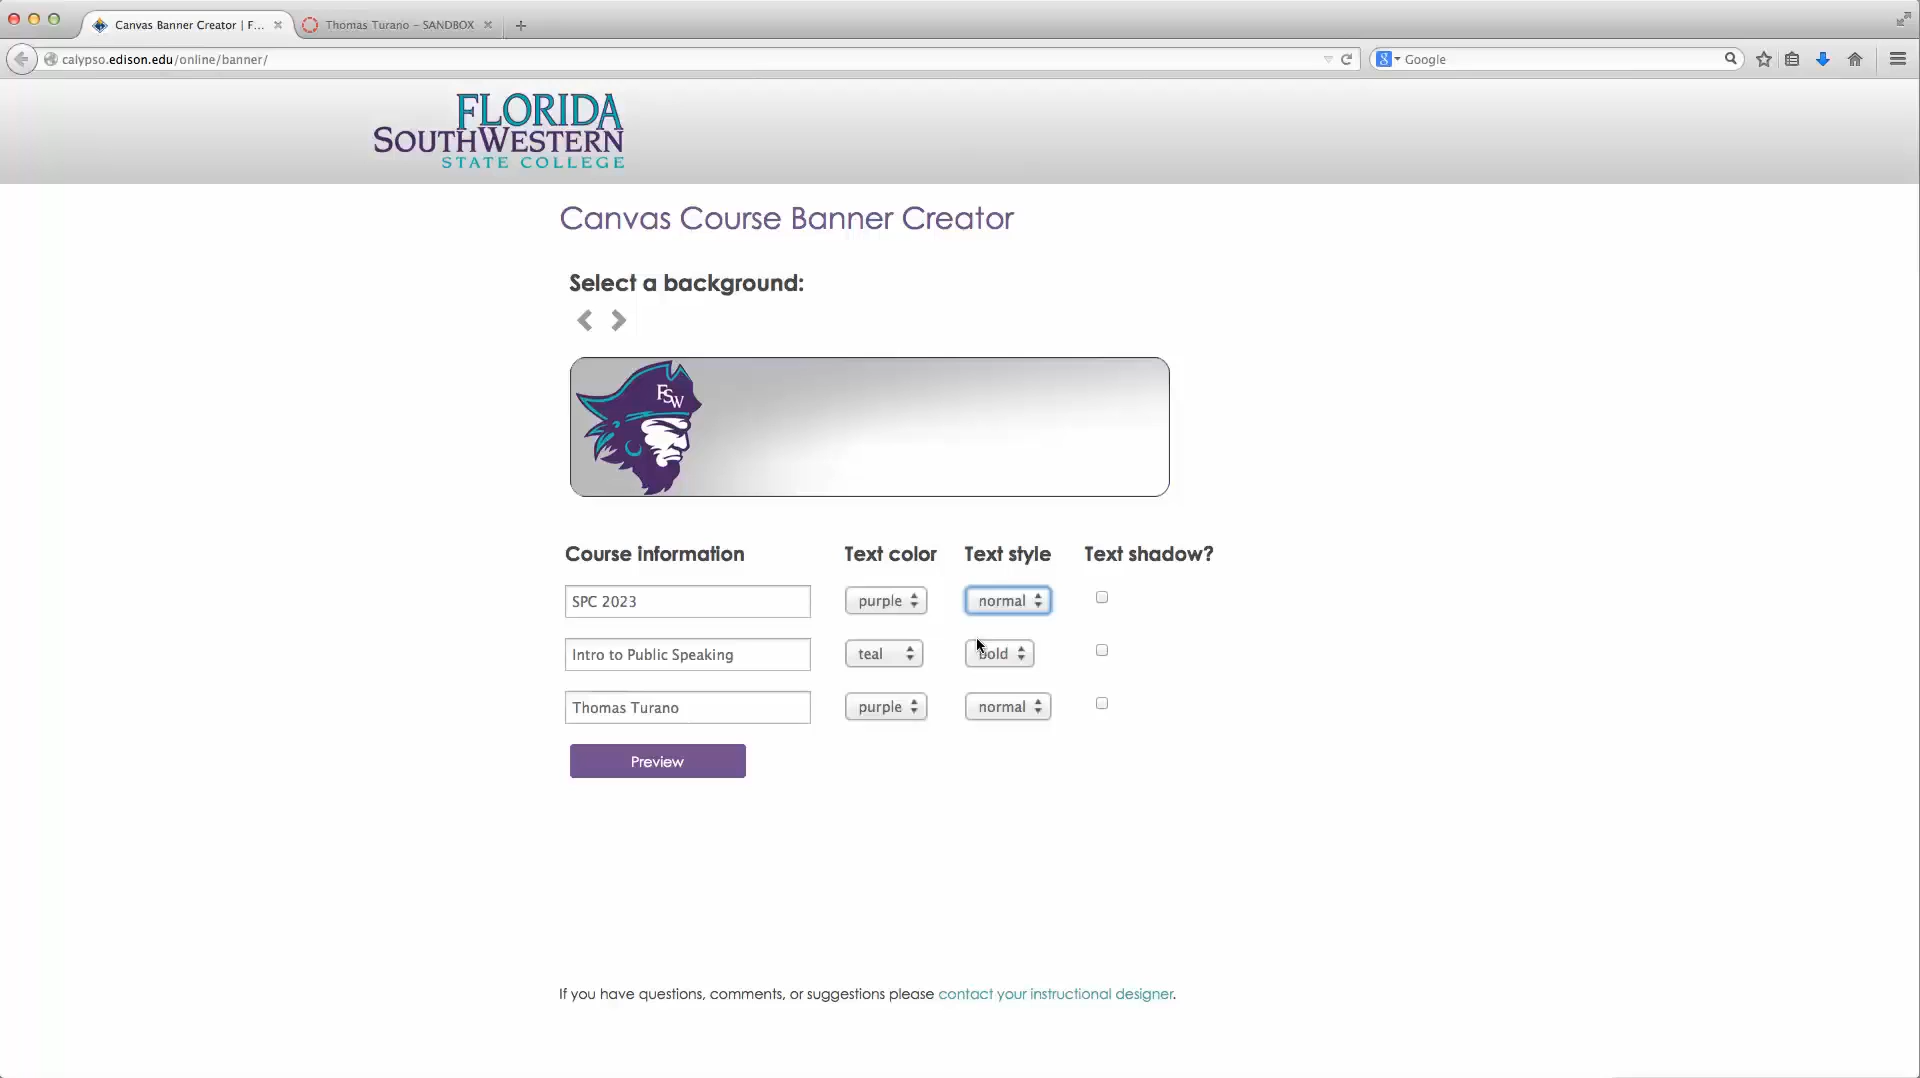 Canvas Banner Creator | F...
Thomas Turano – SANDBOX
calypso.edison.edu/online/banner/
Google
FLORIDA
SOUTHWESTERN
STATE COLLEGE
Canvas Course Banner Creator
Select a background:
FSW
Course information Text color Text style Text shadow?
SPC 2023 purple normal
Intro to Public Speaking teal bold
Thomas Turano purple normal
Preview
If you have questions, comments, or suggestions please contact your instructional designer.